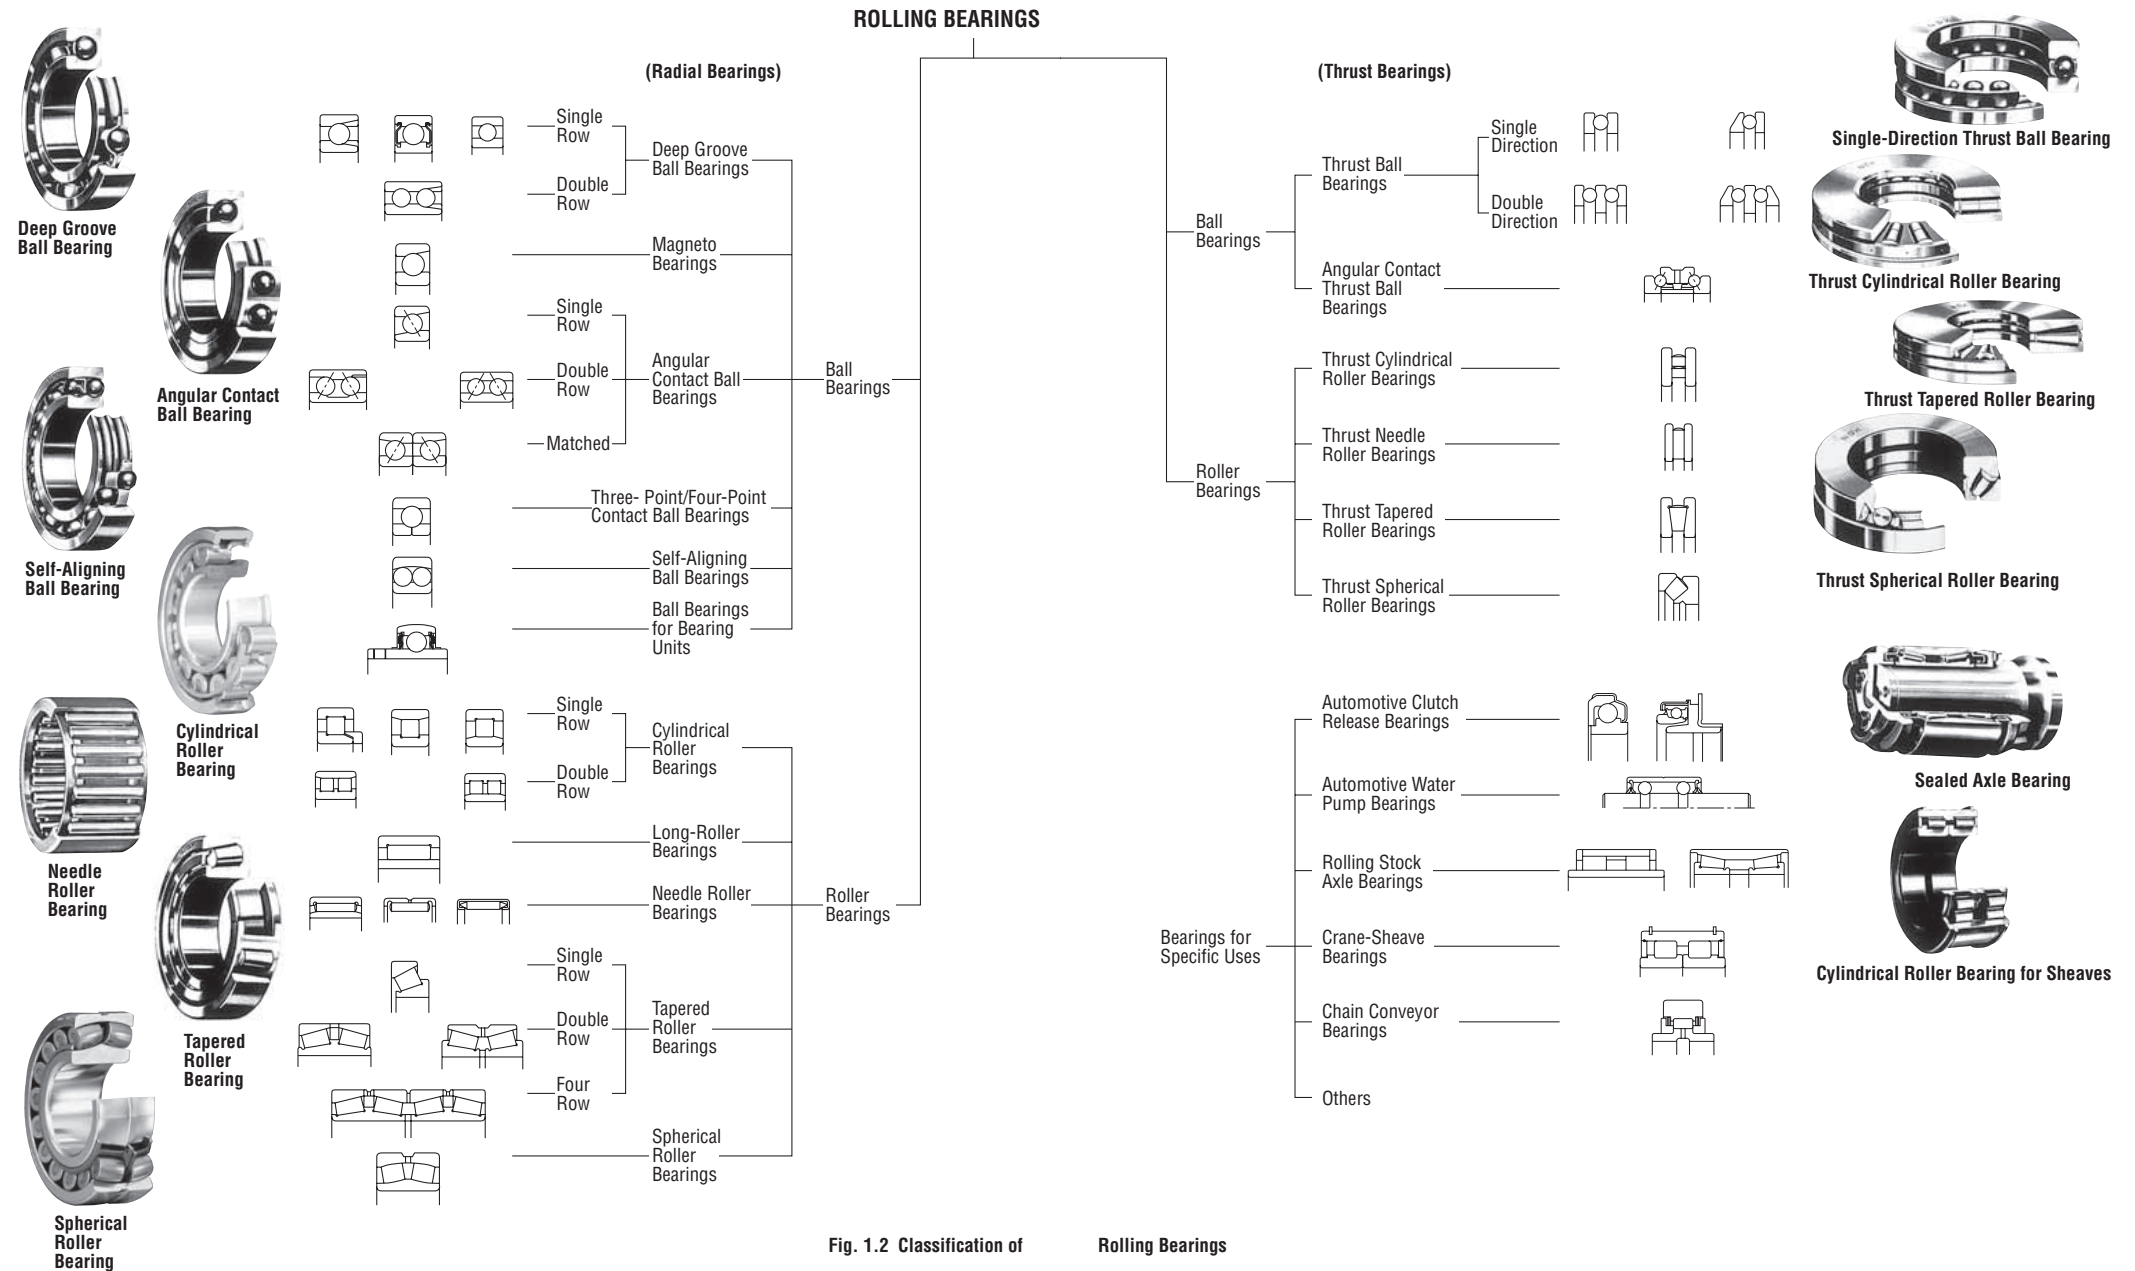 ROLLING BEARINGS
(Radial Bearings)
(Thrust Bearings)
Deep Groove
Ball Bearing
Angular Contact
Ball Bearing
Self-Aligning
Ball Bearing
Cylindrical
Roller
Bearing
Needle
Roller
Bearing
Tapered
Roller
Bearing
Spherical
Roller
Bearing
Single
Row
Double
Row
Deep Groove
Ball Bearings
Magneto
Bearings
Single
Row
Double
Row
Matched
Angular
Contact Ball
Bearings
Three- Point/Four-Point
Contact Ball Bearings
Self-Aligning
Ball Bearings
Ball Bearings
for Bearing
Units
Ball
Bearings
Single
Row
Double
Row
Cylindrical
Roller
Bearings
Long-Roller
Bearings
Needle Roller
Bearings
Single
Row
Double
Row
Four
Row
Tapered
Roller
Bearings
Spherical
Roller
Bearings
Roller
Bearings
Ball
Bearings
Thrust Ball
Bearings
Single
Direction
Double
Direction
Angular Contact
Thrust Ball
Bearings
Roller
Bearings
Thrust Cylindrical
Roller Bearings
Thrust Needle
Roller Bearings
Thrust Tapered
Roller Bearings
Thrust Spherical
Roller Bearings
Bearings for
Specific Uses
Automotive Clutch
Release Bearings
Automotive Water
Pump Bearings
Rolling Stock
Axle Bearings
Crane-Sheave
Bearings
Chain Conveyor
Bearings
Others
Single-Direction Thrust Ball Bearing
Thrust Cylindrical Roller Bearing
Thrust Tapered Roller Bearing
Thrust Spherical Roller Bearing
Sealed Axle Bearing
Cylindrical Roller Bearing for Sheaves
Fig. 1.2 Classification of Rolling Bearings